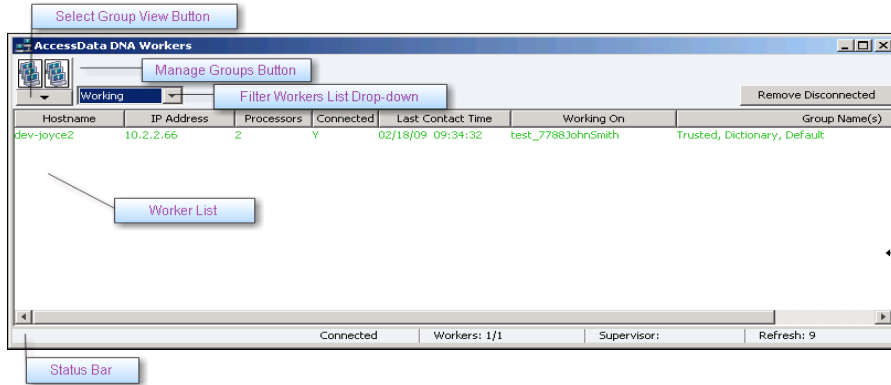 Select Group View Button
AccessData DNA Workers
Manage Groups Button
Working
Filter Workers List Drop-down
Remove Disconnected
Hostname IP Address Processors Connected Last Contact Time Working On Group Name(s)
dev-joyce2 10.2.2.66 2 Y 02/18/09 09:34:32 test_7788JohnSmith Trusted, Dictionary, Default
Worker List
Connected Workers: 1/1 Supervisor: Refresh: 9
Status Bar